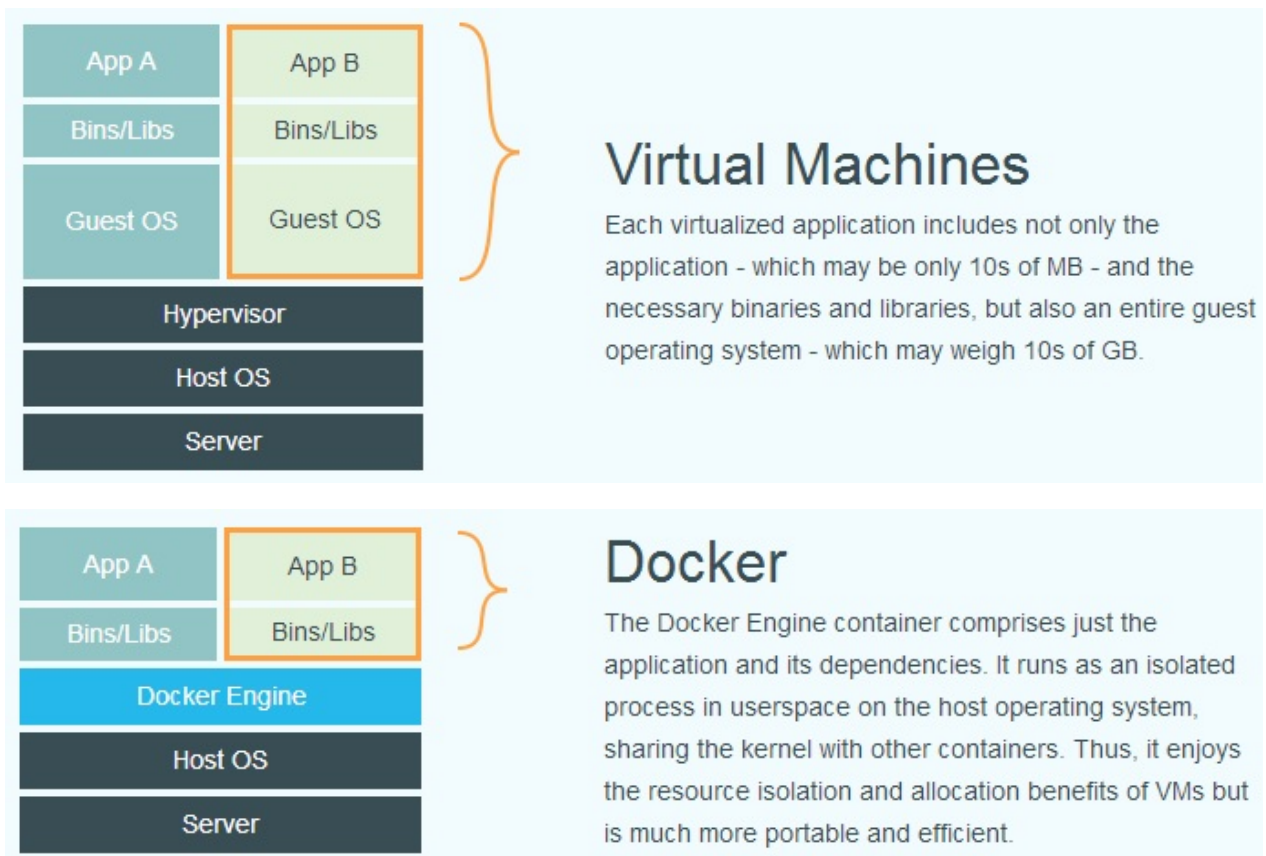 App A
App B
Bins/Libs
Bins/Libs
Guest OS
Guest OS
Hypervisor
Host OS
Server
Virtual Machines
Each virtualized application includes not only the
application - which may be only 10s of MB - and the
necessary binaries and libraries, but also an entire guest
operating system - which may weigh 10s of GB.
App A
App B
Bins/Libs
Bins/Libs
Docker Engine
Host OS
Server
Docker
The Docker Engine container comprises just the
application and its dependencies. It runs as an isolated
process in userspace on the host operating system,
sharing the kernel with other containers. Thus, it enjoys
the resource isolation and allocation benefits of VMs but
is much more portable and efficient.